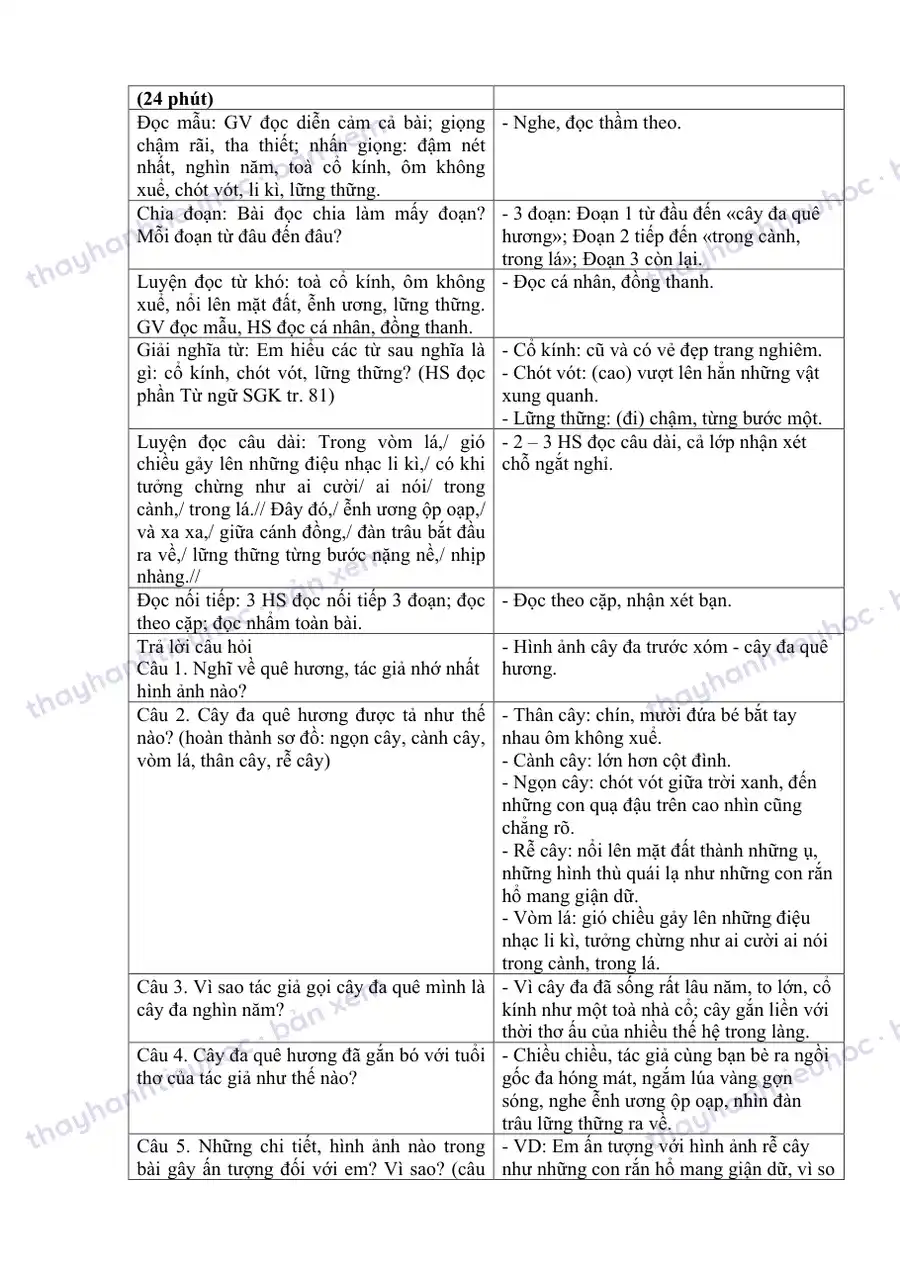 (24 phút)
Đọc mẫu: GV đọc diễn cảm cả bài; giọng
chậm rãi, tha thiết; nhấn giọng: đậm nét
nhất, nghìn năm, toà cổ kính, ôm không
xuể, chót vót, li kì, lững thững.
- Nghe, đọc thầm theo.
Chia đoạn: Bài đọc chia làm mấy đoạn?
Mỗi đoạn từ đâu đến đâu?
- 3 đoạn: Đoạn 1 từ đầu đến «cây đa quê
hương»; Đoạn 2 tiếp đến «trong cành,
trong lá»; Đoạn 3 còn lại.
Luyện đọc từ khó: toà cổ kính, ôm không
xuể, nổi lên mặt đất, ễnh ương, lững thững.
GV đọc mẫu, HS đọc cá nhân, đồng thanh.
- Đọc cá nhân, đồng thanh.
Giải nghĩa từ: Em hiểu các từ sau nghĩa là
gì: cổ kính, chót vót, lững thững? (HS đọc
phần Từ ngữ SGK tr. 81)
- Cổ kính: cũ và có vẻ đẹp trang nghiêm.
- Chót vót: (cao) vượt lên hẳn những vật
xung quanh.
- Lững thững: (đi) chậm, từng bước một.
Luyện đọc câu dài: Trong vòm lá,/ gió
chiều gảy lên những điệu nhạc li kì,/ có khi
tưởng chừng như ai cười/ ai nói/ trong
cành,/ trong lá.// Đây đó,/ ễnh ương ộp oạp,/
và xa xa,/ giữa cánh đồng,/ đàn trâu bắt đầu
ra về,/ lững thững từng bước nặng nề,/ nhịp
nhàng.//
- 2 – 3 HS đọc câu dài, cả lớp nhận xét
chỗ ngắt nghỉ.
Đọc nối tiếp: 3 HS đọc nối tiếp 3 đoạn; đọc
theo cặp; đọc nhẩm toàn bài.
- Đọc theo cặp, nhận xét bạn.
Trả lời câu hỏi
Câu 1. Nghĩ về quê hương, tác giả nhớ nhất
hình ảnh nào?
- Hình ảnh cây đa trước xóm - cây đa quê
hương.
Câu 2. Cây đa quê hương được tả như thế
nào? (hoàn thành sơ đồ: ngọn cây, cành cây,
vòm lá, thân cây, rễ cây)
- Thân cây: chín, mười đứa bé bắt tay
nhau ôm không xuể.
- Cành cây: lớn hơn cột đình.
- Ngọn cây: chót vót giữa trời xanh, đến
những con quạ đậu trên cao nhìn cũng
chẳng rõ.
- Rễ cây: nổi lên mặt đất thành những ụ,
những hình thù quái lạ như những con rắn
hổ mang giận dữ.
- Vòm lá: gió chiều gảy lên những điệu
nhạc li kì, tưởng chừng như ai cười ai nói
trong cành, trong lá.
Câu 3. Vì sao tác giả gọi cây đa quê mình là
cây đa nghìn năm?
- Vì cây đa đã sống rất lâu năm, to lớn, cổ
kính như một toà nhà cổ; cây gắn liền với
thời thơ ấu của nhiều thế hệ trong làng.
Câu 4. Cây đa quê hương đã gắn bó với tuổi
thơ của tác giả như thế nào?
- Chiều chiều, tác giả cùng bạn bè ra ngồi
gốc đa hóng mát, ngắm lúa vàng gợn
sóng, nghe ễnh ương ộp oạp, nhìn đàn
trâu lững thững ra về.
Câu 5. Những chi tiết, hình ảnh nào trong
bài gây ấn tượng đối với em? Vì sao? (câu
- VD: Em ấn tượng với hình ảnh rễ cây
như những con rắn hổ mang giận dữ, vì so
thayhanhtieuhoc · bản xem
thayhanhtieuhoc · b
thayhanhtieuhoc · bản xem
thayhanhtieuhoc · b
thayhanhtieuhoc · bản xem
thayhanhtieuhoc · b